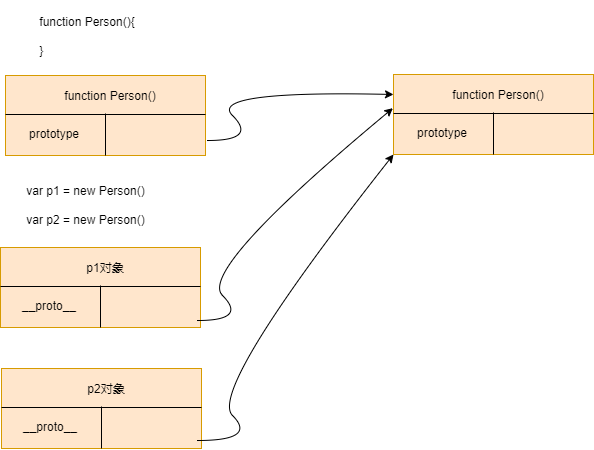 function Person(){
}
function Person()
prototype
function Person()
prototype
var p1 = new Person()
var p2 = new Person()
p1对象
__proto__
p2对象
__proto__